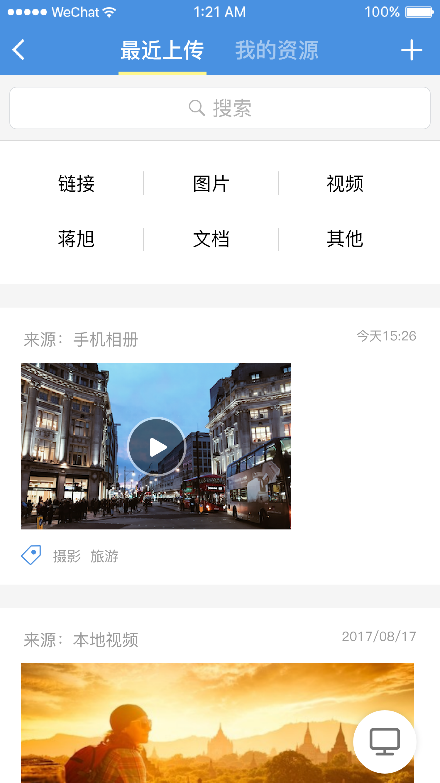 WeChat 1:21 AM 100%
最近上传 我的资源
搜索
链接 图片 视频
蒋旭 文档 其他
来源：手机相册 今天15:26
摄影 旅游
来源：本地视频 2017/08/17